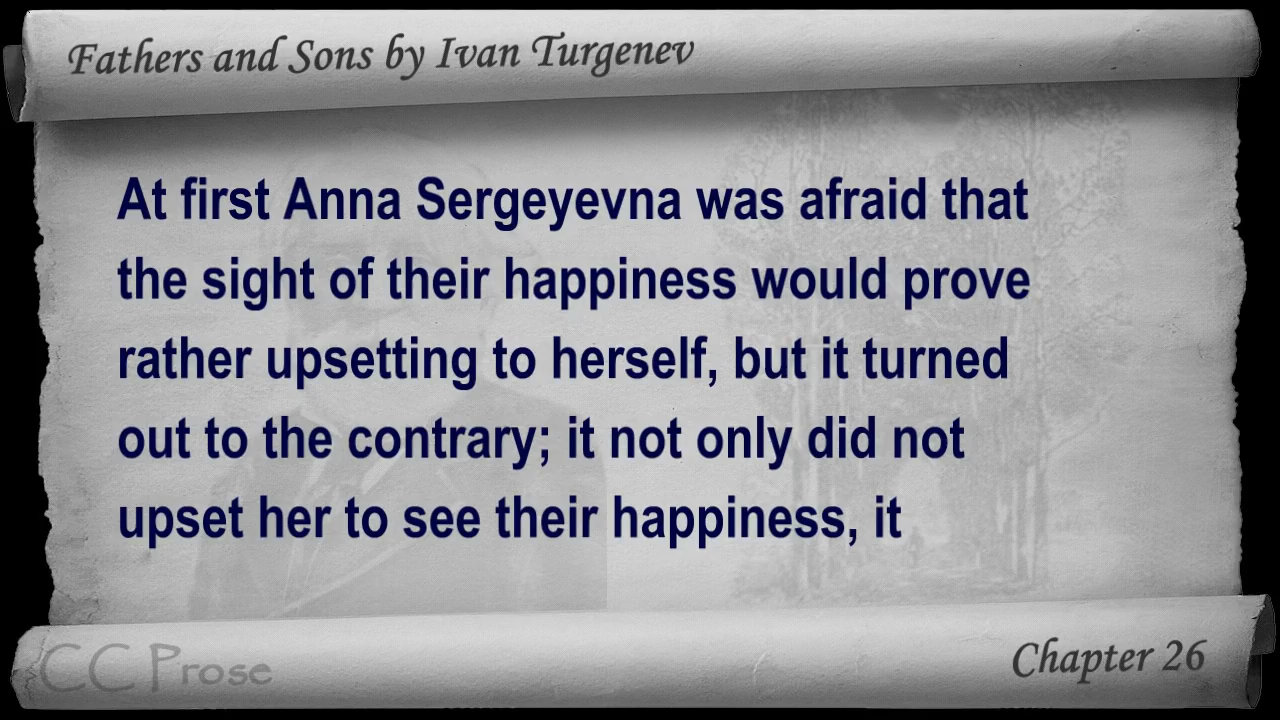 Fathers and Sons by Ivan Turgenev
At first Anna Sergeyevna was afraid that
the sight of their happiness would prove
rather upsetting to herself, but it turned
out to the contrary; it not only did not
upset her to see their happiness, it
CC Prose
Chapter 26